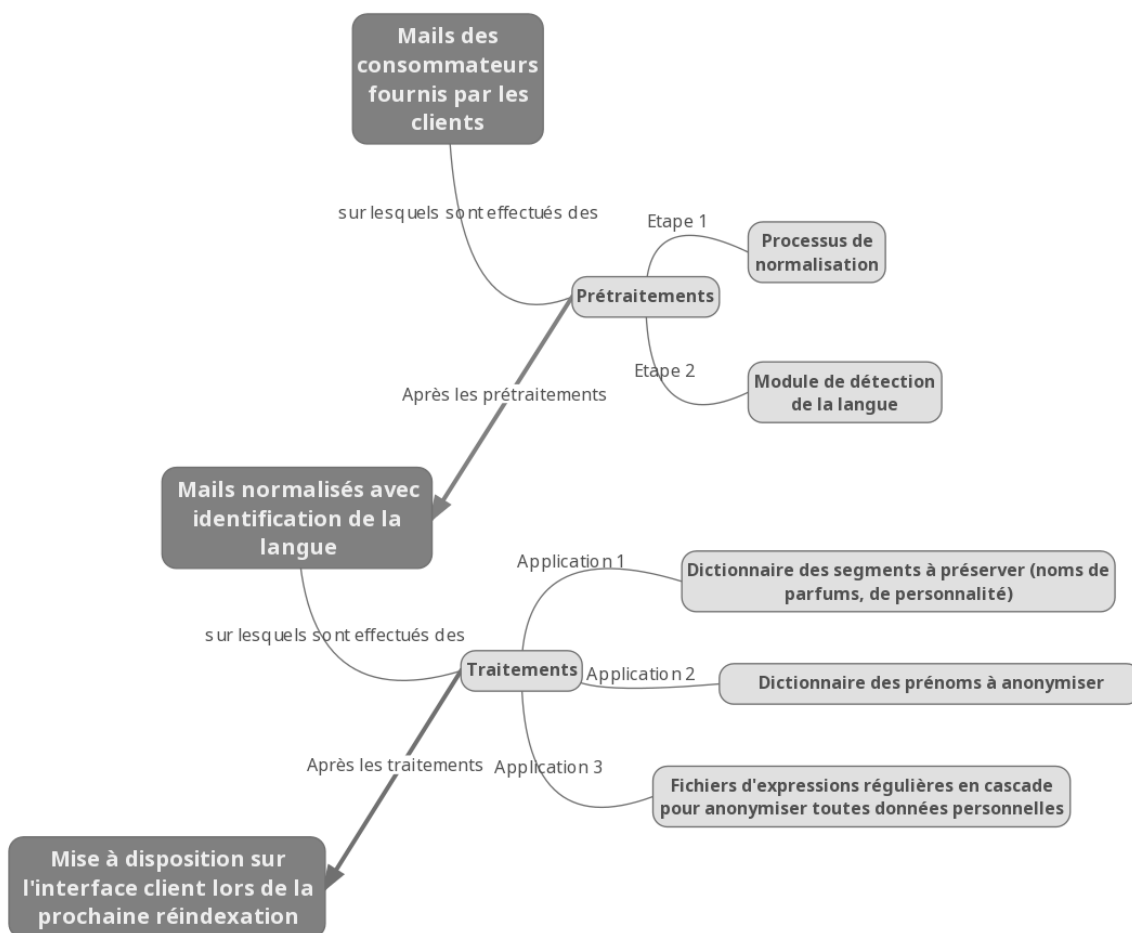 Mails des
consommateurs
fournis par les
clients
sur lesquels sont effectués des
Etape 1
Processus de
normalisation
Prétraitements
Etape 2
Module de détection
de la langue
Après les prétraitements
Mails normalisés avec
identification de la
langue
sur lesquels sont effectués des
Application 1
Dictionnaire des segments à préserver (noms de
parfums, de personnalité)
Traitements
Application 2
Dictionnaire des prénoms à anonymiser
Après les traitements
Application 3
Fichiers d'expressions régulières en cascade
pour anonymiser toutes données personnelles
Mise à disposition sur
l'interface client lors de la
prochaine réindexation